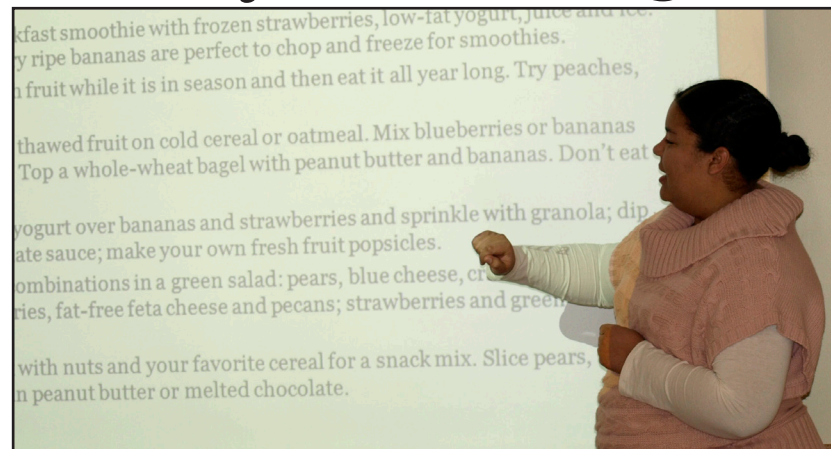 kfast smoothie with frozen strawberries, low-fat yogurt, juice and ice.
y ripe bananas are perfect to chop and freeze for smoothies.
fruit while it is in season and then eat it all year long. Try peaches,
thawed fruit on cold cereal or oatmeal. Mix blueberries or bananas
Top a whole-wheat bagel with peanut butter and bananas. Don’t eat
yogurt over bananas and strawberries and sprinkle with granola; dip
ate sauce; make your own fresh fruit popsicles.
ombinations in a green salad: pears, blue cheese, cr
ries, fat-free feta cheese and pecans; strawberries and green
with nuts and your favorite cereal for a snack mix. Slice pears,
n peanut butter or melted chocolate.